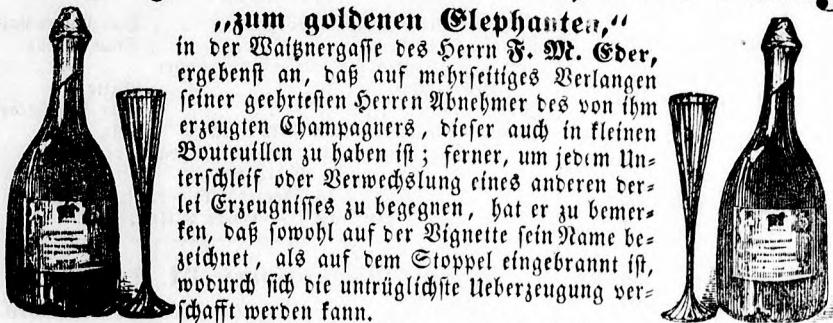 „zum goldenen Elephanten,“
in der Waitznergasse des Herrn F. M. Eder,
ergebenst an, daß auf mehrseitiges Verlangen
seiner geehrtesten Herren Abnehmer des von ihm
erzeugten Champagners, dieser auch in kleinen
Bouteuillen zu haben ist; ferner, um jedem Un-
terschleif oder Verwechslung eines anderen der-
lei Erzeugnisses zu begegnen, hat er zu bemer-
ken, daß sowohl auf der Vignette sein Name be-
zeichnet, als auf dem Stoppel eingebrannt ist,
wodurch sich die untrüglichste Ueberzeugung ver-
schafft werden kann.